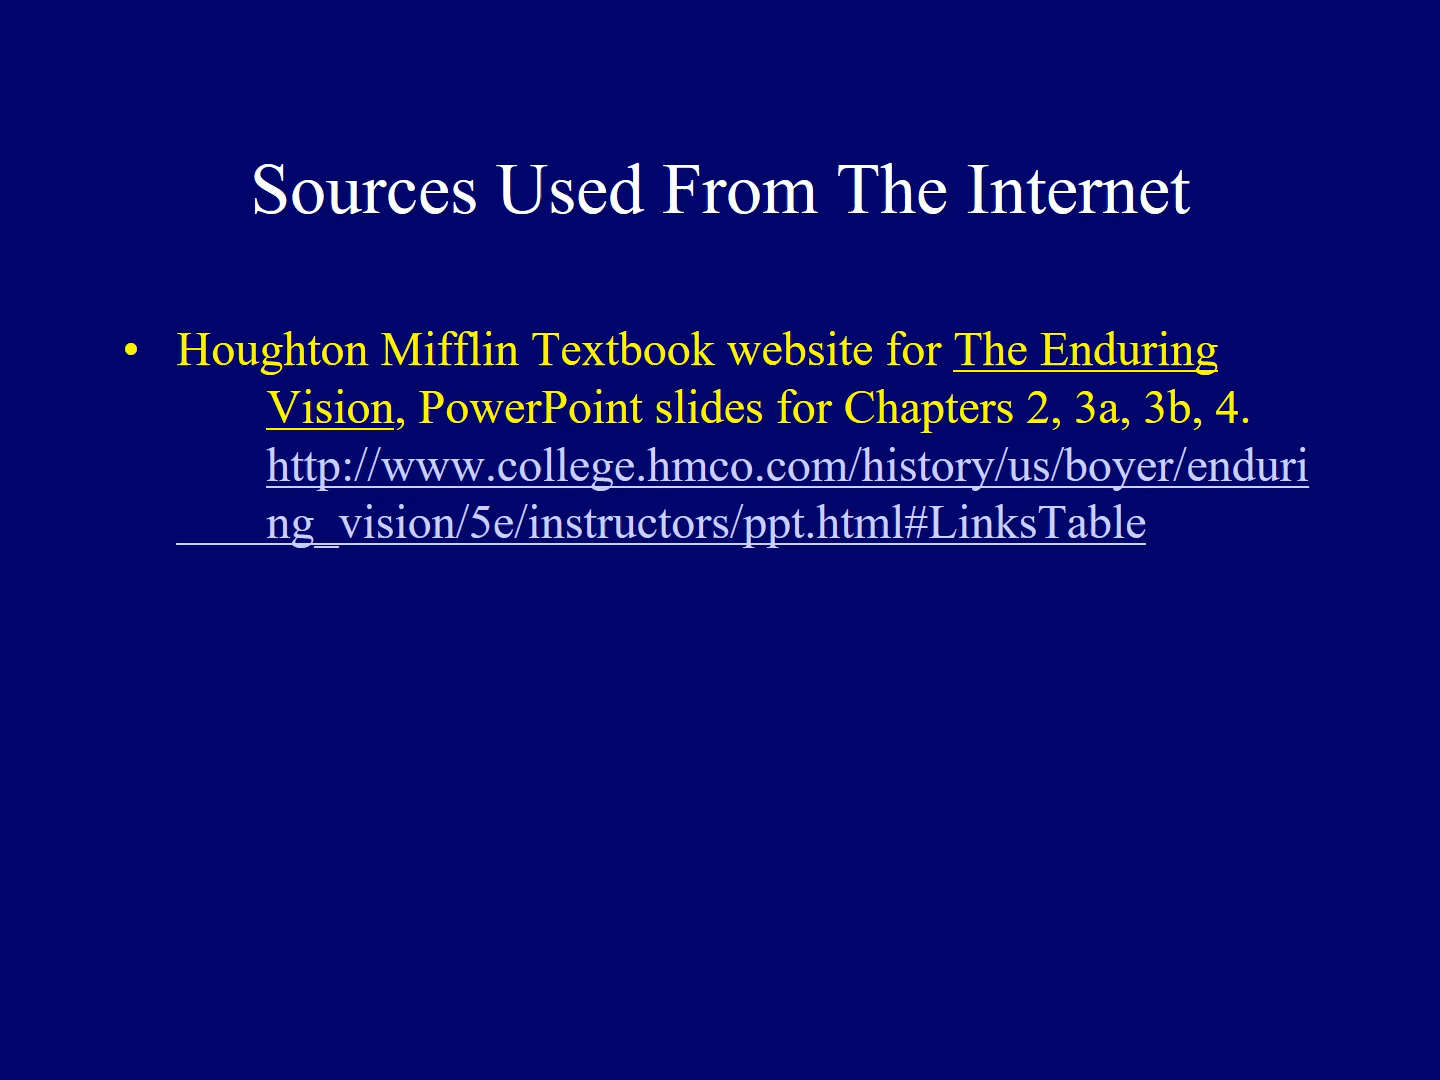 Sources Used From The Internet
• Houghton Mifflin Textbook website for The Enduring
Vision, PowerPoint slides for Chapters 2, 3a, 3b, 4.
http://www.college.hmco.com/history/us/boyer/enduri
ng_vision/5e/instructors/ppt.html#LinksTable